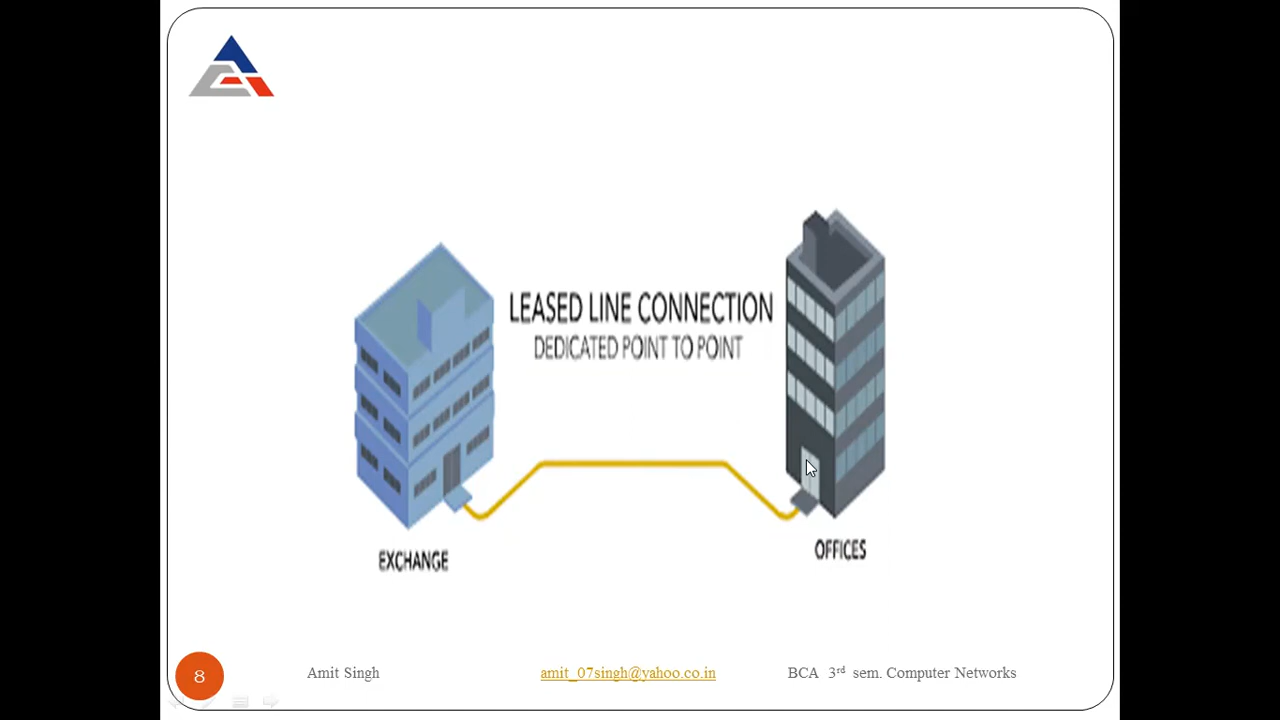 LEASED LINE CONNECTION
DEDICATED POINT TO POINT
EXCHANGE
OFFICES
8
Amit Singh
amit_07singh@yahoo.co.in
BCA 3rd sem. Computer Networks